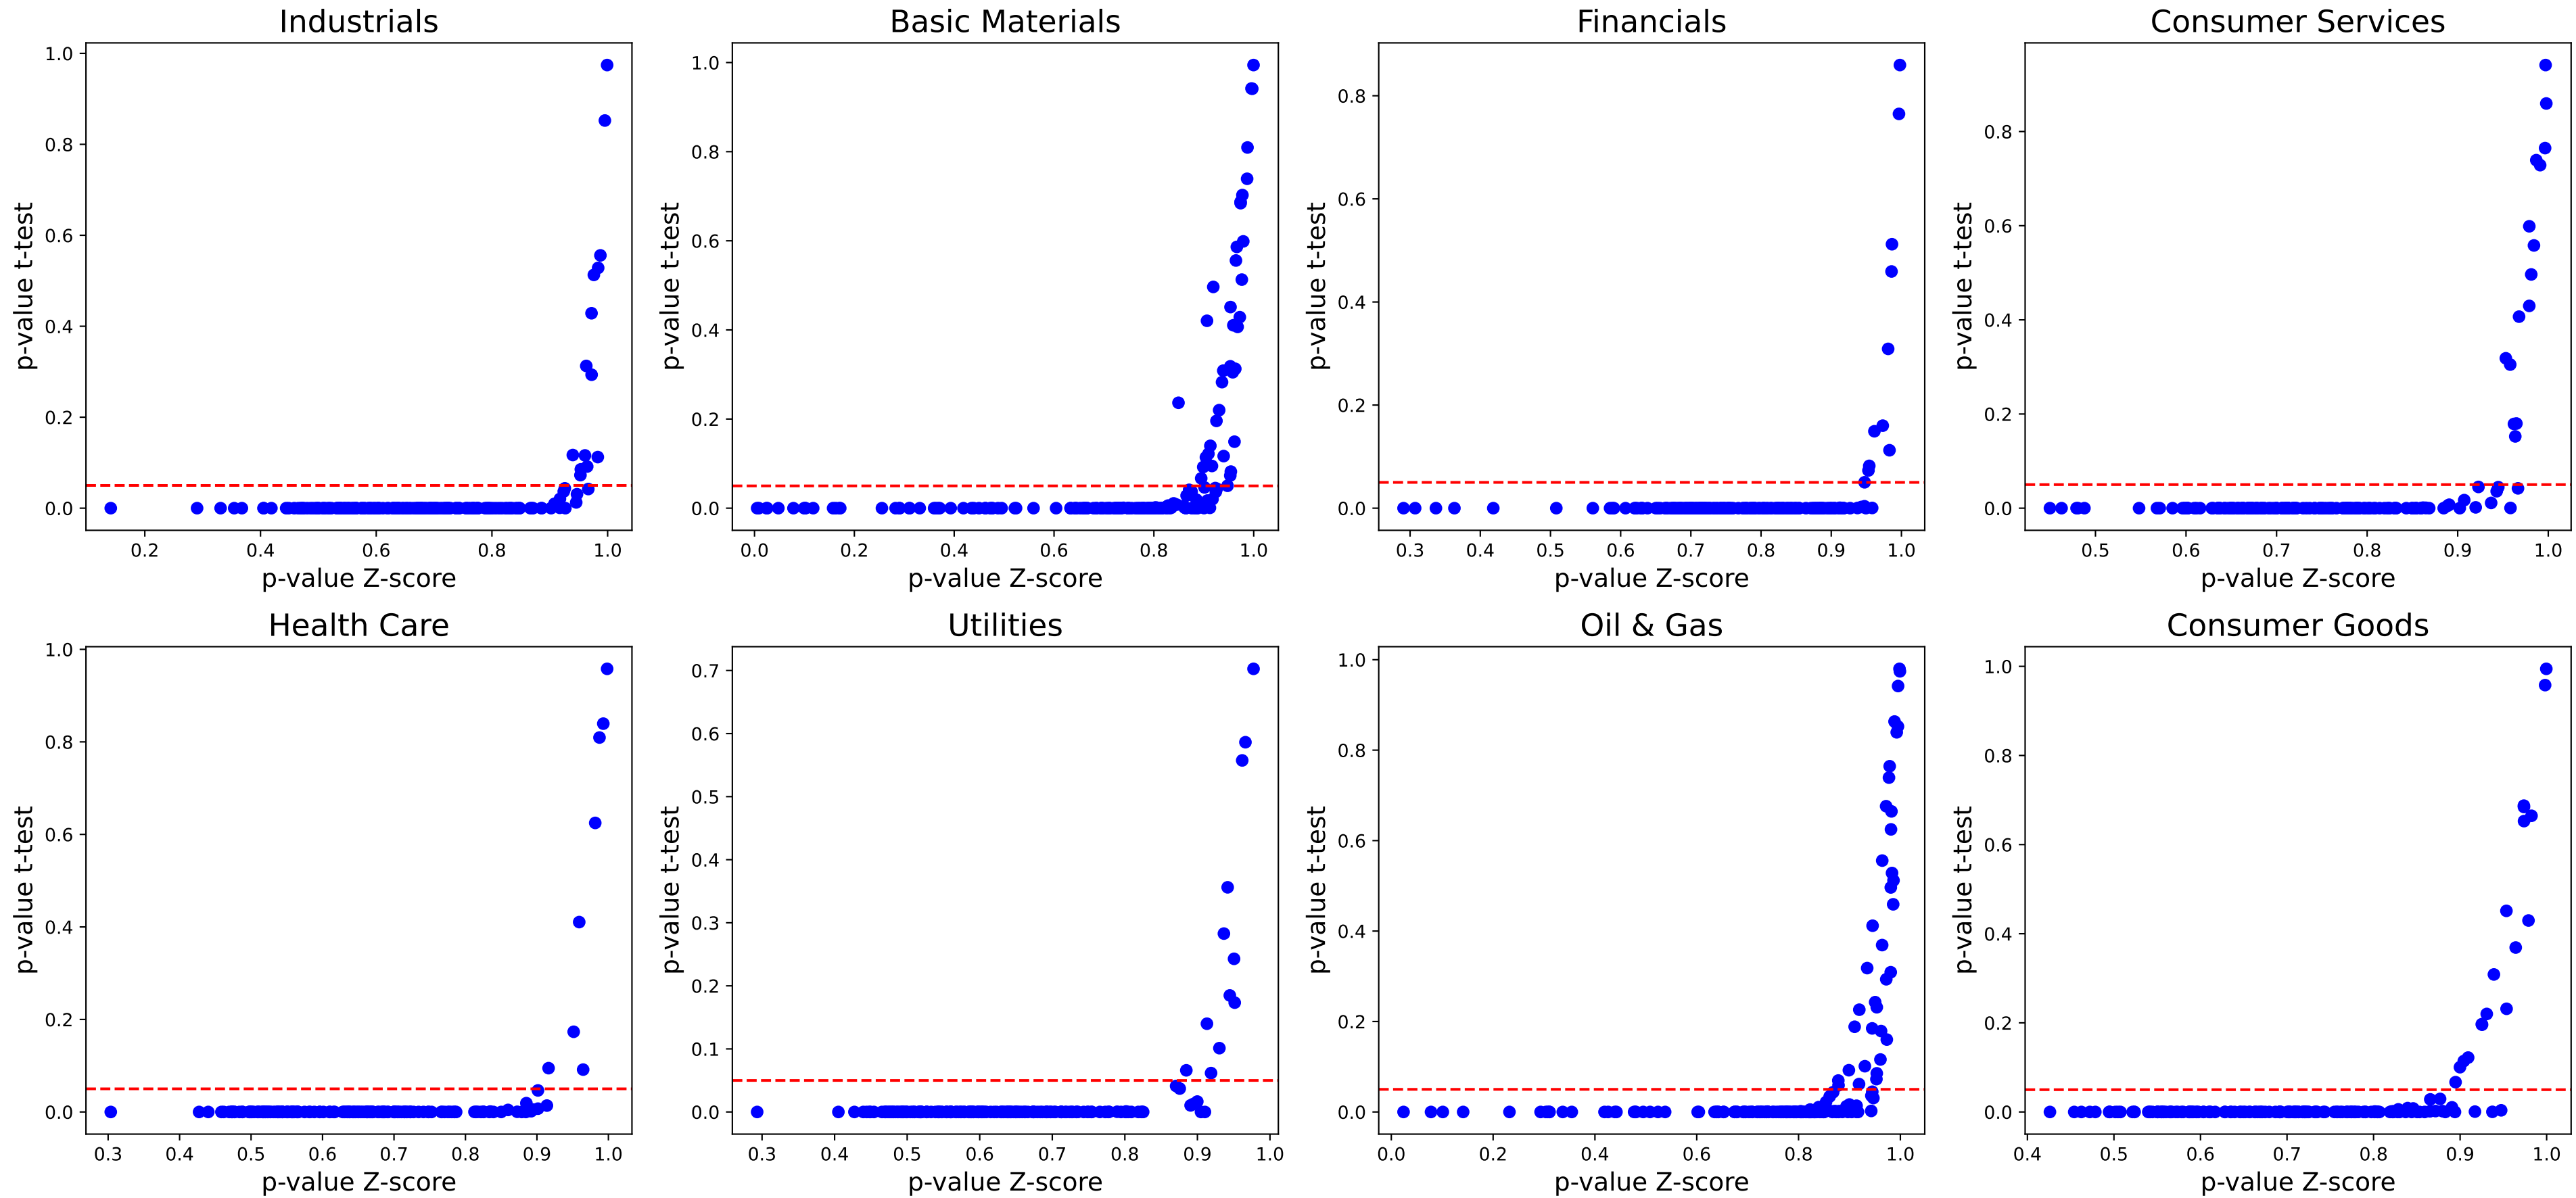 Industrials
p-value t-test
1.0
0.8
0.6
0.4
0.2
0.0
0.2 0.4 0.6 0.8 1.0
p-value Z-score
Basic Materials
p-value t-test
1.0
0.8
0.6
0.4
0.2
0.0
0.0 0.2 0.4 0.6 0.8 1.0
p-value Z-score
Financials
p-value t-test
0.8
0.6
0.4
0.2
0.0
0.3 0.4 0.5 0.6 0.7 0.8 0.9 1.0
p-value Z-score
Consumer Services
p-value t-test
0.8
0.6
0.4
0.2
0.0
0.5 0.6 0.7 0.8 0.9 1.0
p-value Z-score
Health Care
p-value t-test
1.0
0.8
0.6
0.4
0.2
0.0
0.3 0.4 0.5 0.6 0.7 0.8 0.9 1.0
p-value Z-score
Utilities
p-value t-test
0.7
0.6
0.5
0.4
0.3
0.2
0.1
0.0
0.3 0.4 0.5 0.6 0.7 0.8 0.9 1.0
p-value Z-score
Oil & Gas
p-value t-test
1.0
0.8
0.6
0.4
0.2
0.0
0.0 0.2 0.4 0.6 0.8 1.0
p-value Z-score
Consumer Goods
p-value t-test
1.0
0.8
0.6
0.4
0.2
0.0
0.4 0.5 0.6 0.7 0.8 0.9 1.0
p-value Z-score